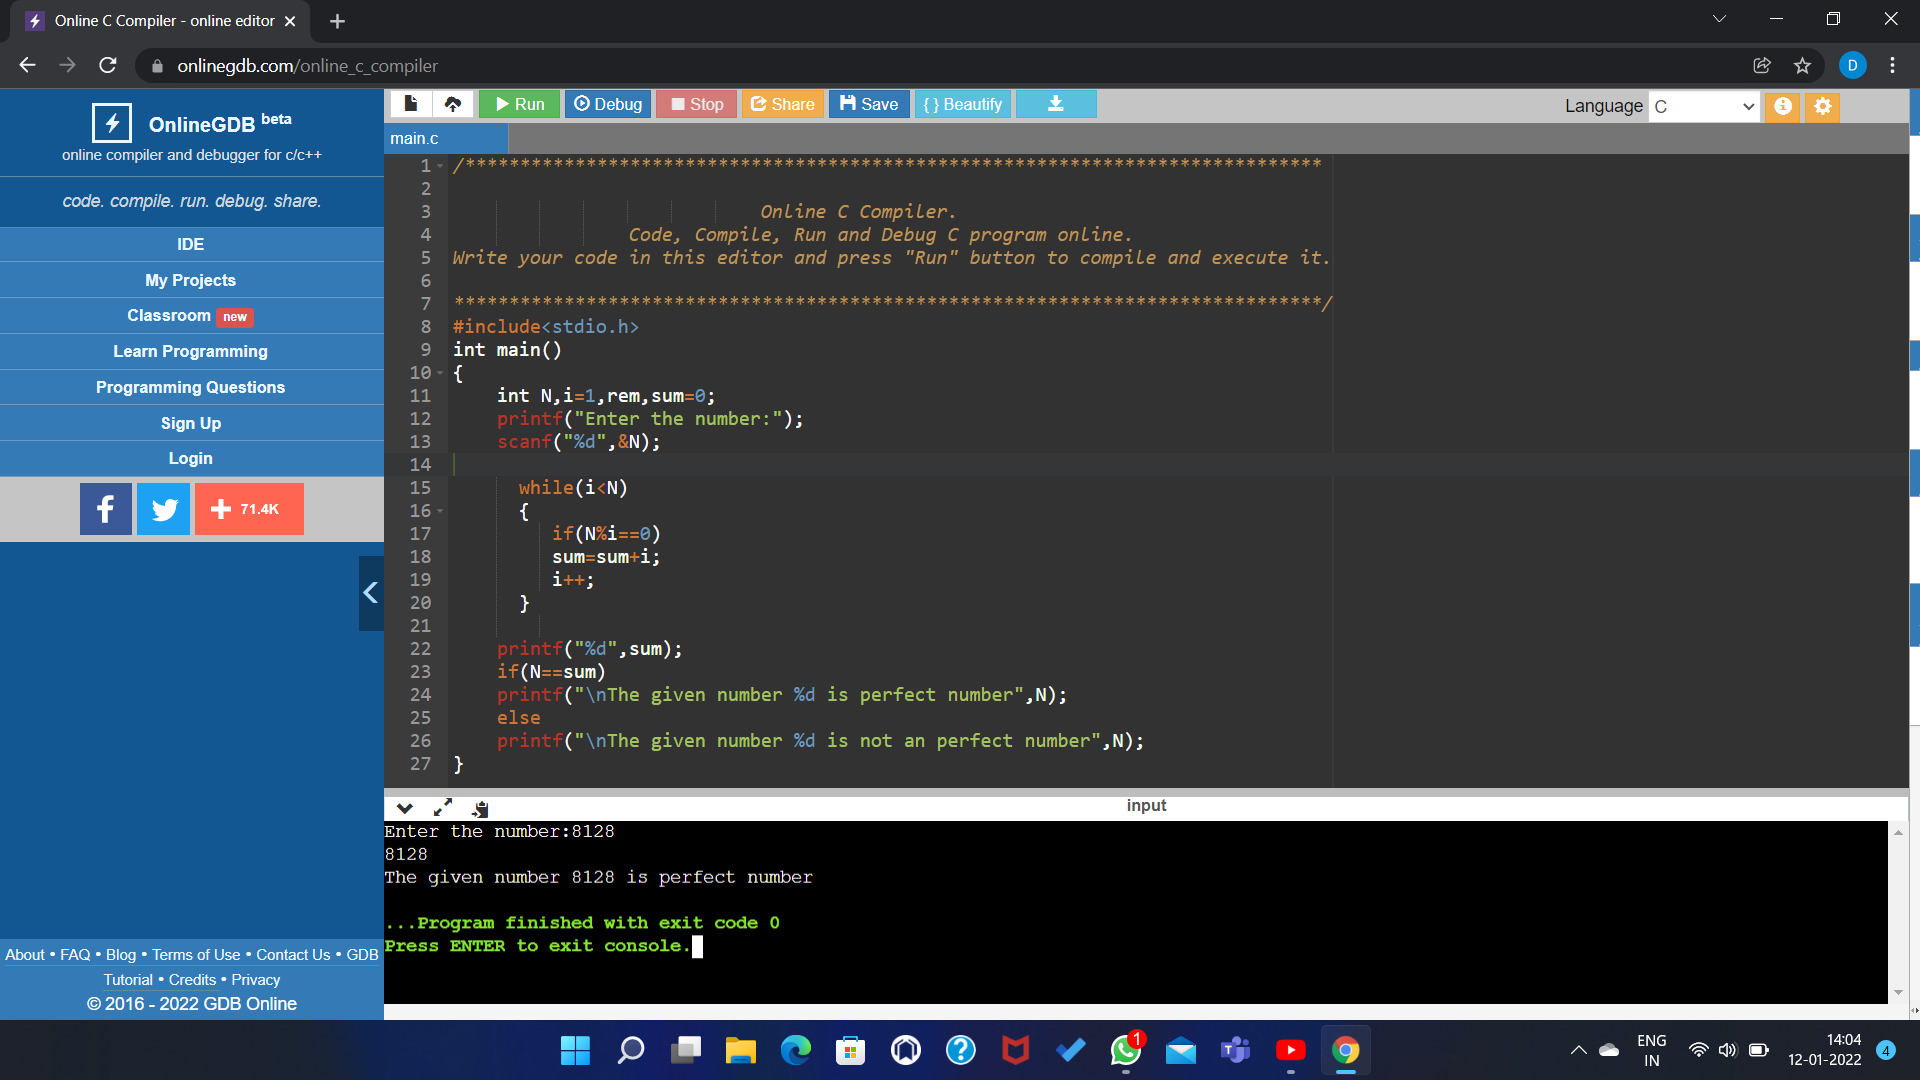 Online C Compiler - online editor
onlinegdb.com/online_c_compiler
D
OnlineGDB beta
online compiler and debugger for c/c++
code. compile. run. debug. share.
IDE
My Projects
Classroom new
Learn Programming
Programming Questions
Sign Up
Login
f
+ 71.4K
About • FAQ • Blog • Terms of Use • Contact Us • GDB
Tutorial • Credits • Privacy
© 2016 - 2022 GDB Online
Run Debug Stop Share Save { } Beautify
Language C
main.c
1 /******************************************************************************
2
3 Online C Compiler.
4 Code, Compile, Run and Debug C program online.
5 Write your code in this editor and press "Run" button to compile and execute it.
6
7 *******************************************************************************/
8 #include<stdio.h>
9 int main()
10 {
11 int N,i=1,rem,sum=0;
12 printf("Enter the number:");
13 scanf("%d",&N);
14
15 while(i<N)
16 {
17 if(N%i==0)
18 sum=sum+i;
19 i++;
20 }
21
22 printf("%d",sum);
23 if(N==sum)
24 printf("\nThe given number %d is perfect number",N);
25 else
26 printf("\nThe given number %d is not an perfect number",N);
27 }
input
Enter the number:8128
8128
The given number 8128 is perfect number
...Program finished with exit code 0
Press ENTER to exit console.
1
ENG
IN
14:04
12-01-2022
4